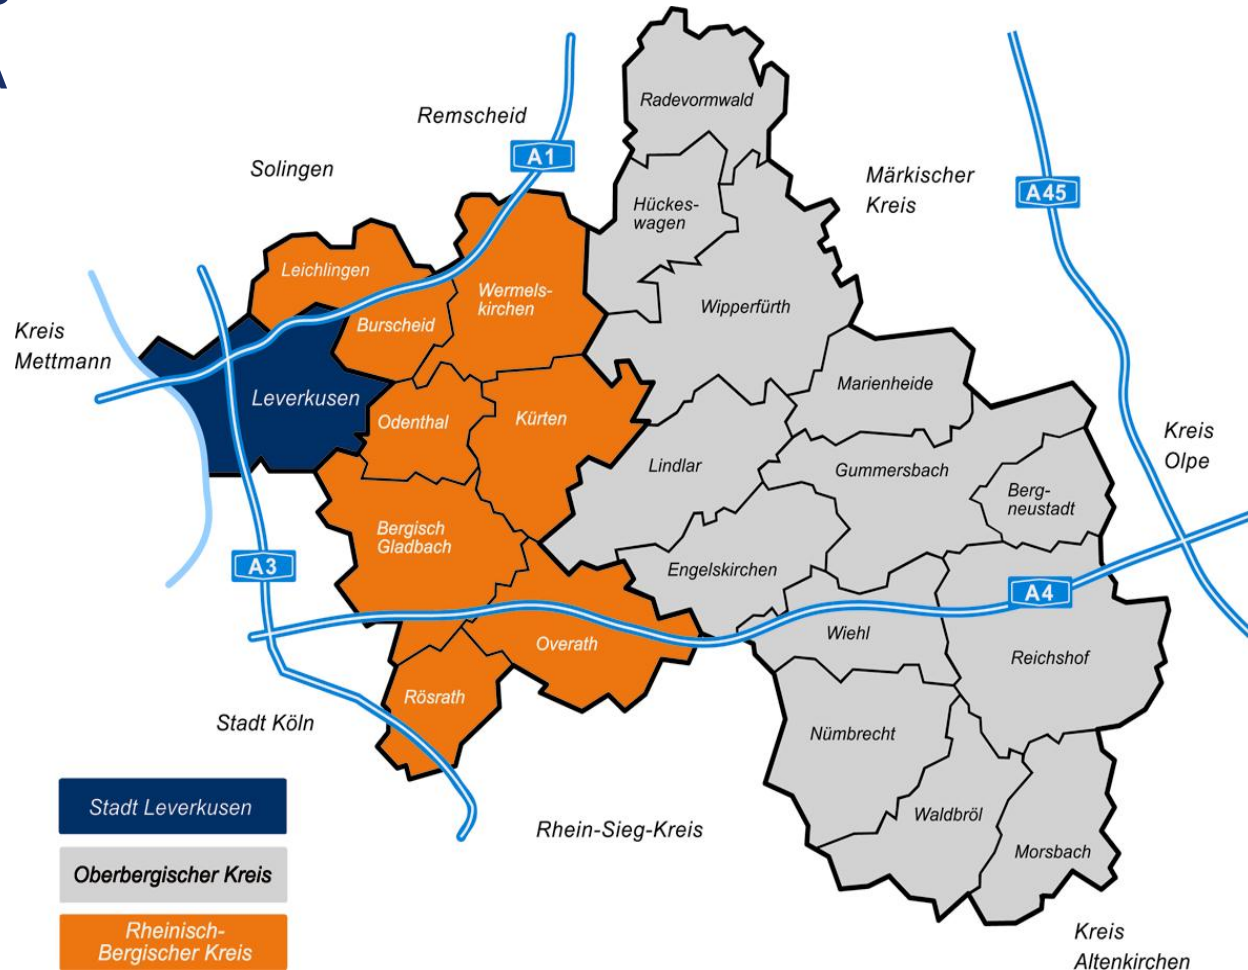 Radevormwald
Remscheid
A1
Solingen
Märkischer
Kreis
A45
Hückes-
wagen
Leichlingen
Wermels-
kirchen
Wipperfürth
Kreis
Mettmann
Burscheid
Leverkusen
Marienheide
Odenthal
Kürten
Kreis
Olpe
Lindlar
Gummersbach
Berg-
neustadt
Bergisch
Gladbach
A3
Engelskirchen
A4
Overath
Wiehl
Reichshof
Rösrath
Stadt Köln
Nümbrecht
Stadt Leverkusen
Rhein-Sieg-Kreis
Waldbröl
Morsbach
Oberbergischer Kreis
Rheinisch-
Bergischer Kreis
Kreis
Altenkirchen